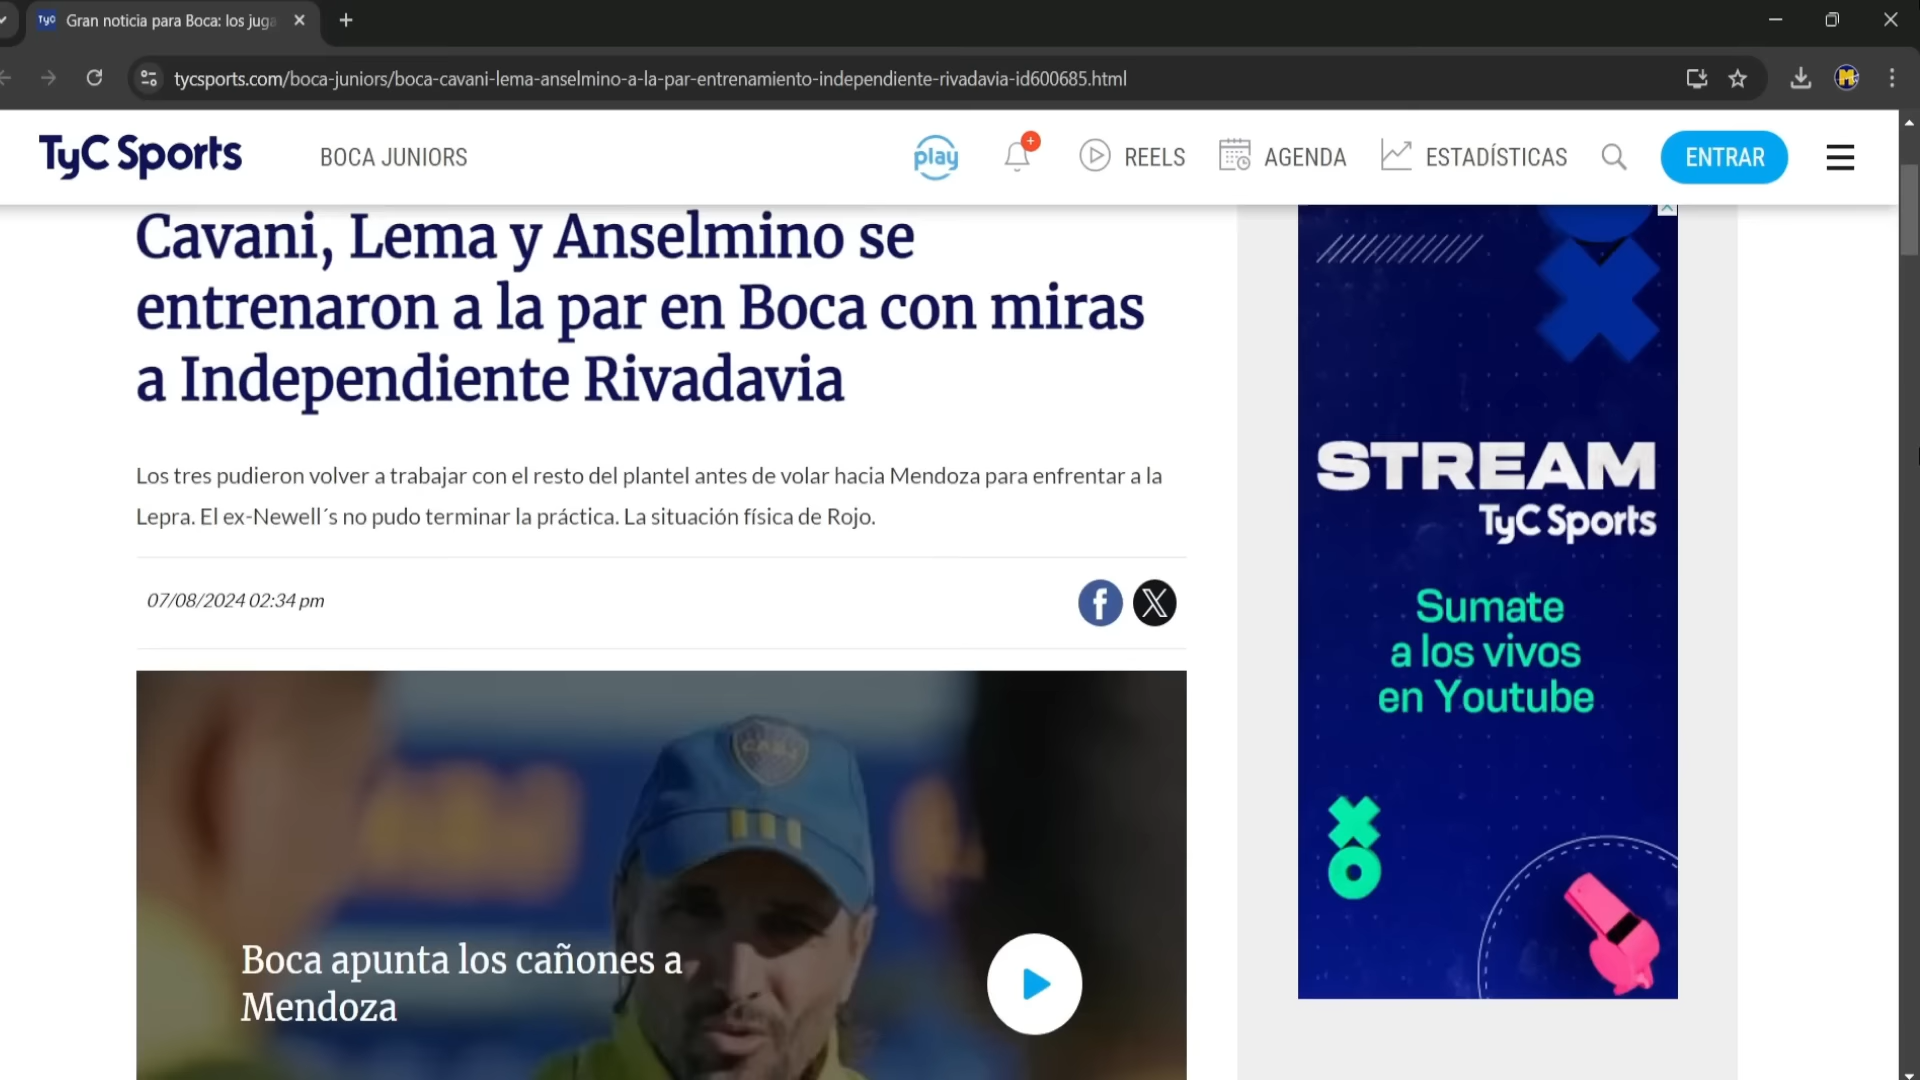 TyC
Gran noticia para Boca: los juga
tycsports.com/boca-juniors/boca-cavani-lema-anselmino-a-la-par-entrenamiento-independiente-rivadavia-id600685.html
TyC Sports
BOCA JUNIORS
play
REELS
AGENDA
ESTADÍSTICAS
ENTRAR
Cavani, Lema y Anselmino se
entrenaron a la par en Boca con miras
a Independiente Rivadavia
Los tres pudieron volver a trabajar con el resto del plantel antes de volar hacia Mendoza para enfrentar a la
Lepra. El ex-Newell´s no pudo terminar la práctica. La situación física de Rojo.
07/08/2024 02:34 pm
C.A.B.J.
Boca apunta los cañones a
Mendoza
STREAM
TyC Sports
Sumate
a los vivos
en Youtube